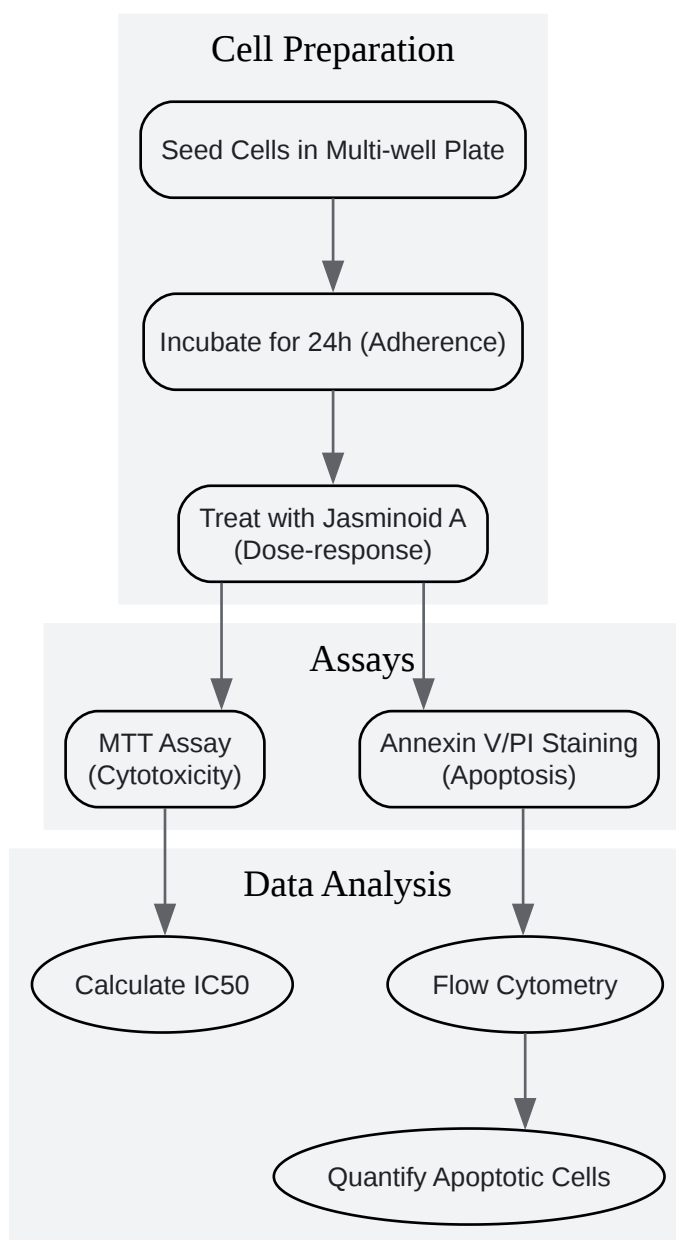 Cell Preparation
Seed Cells in Multi-well Plate
Incubate for 24h (Adherence)
Treat with Jasminoid A
(Dose-response)
Assays
MTT Assay
(Cytotoxicity)
Annexin V/PI Staining
(Apoptosis)
Data Analysis
Calculate IC50
Flow Cytometry
Quantify Apoptotic Cells